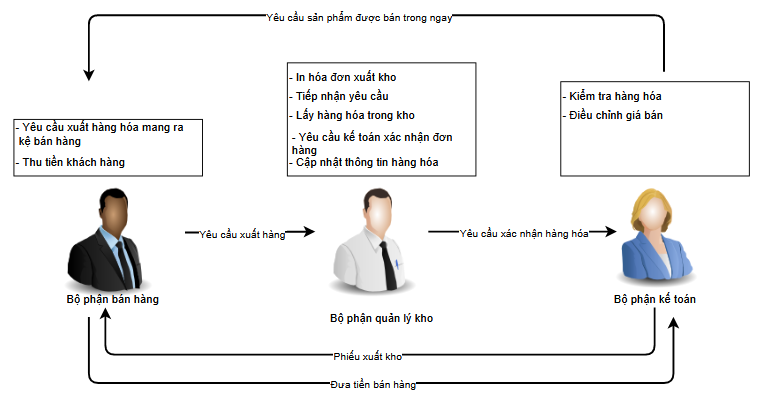 Yêu cầu sản phẩm được bán trong ngay
- Yêu cầu xuất hàng hóa mang ra
kệ bán hàng
- Thu tiền khách hàng
- In hóa đơn xuất kho
- Tiếp nhận yêu cầu
- Lấy hàng hóa trong kho
- Yêu cầu kế toán xác nhận đơn
hàng
- Cập nhật thông tin hàng hóa
- Kiểm tra hàng hóa
- Điều chỉnh giá bán
Yêu cầu xuất hàng
Yêu cầu xác nhận hàng hóa
Bộ phận bán hàng
Bộ phận quản lý kho
Bộ phận kế toán
Phiếu xuất kho
Đưa tiền bán hàng